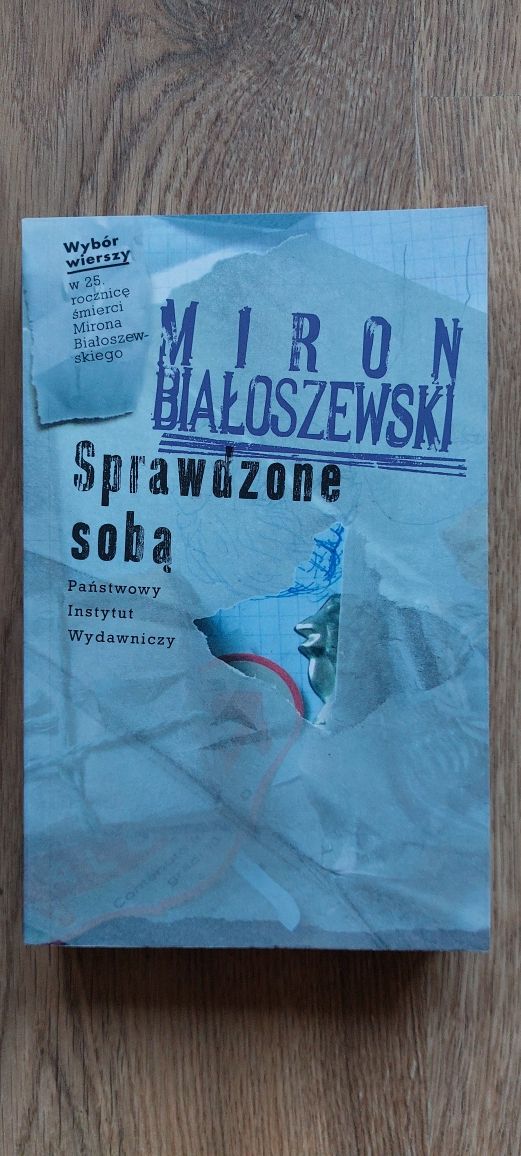 Wybór
wierszy
w 25.
rocznicę
śmierci
Mirona
Białoszew-
skiego
MIRON
BIAŁOSZEWSKI
Sprawdzone
sobą
Państwowy
Instytut
Wydawniczy